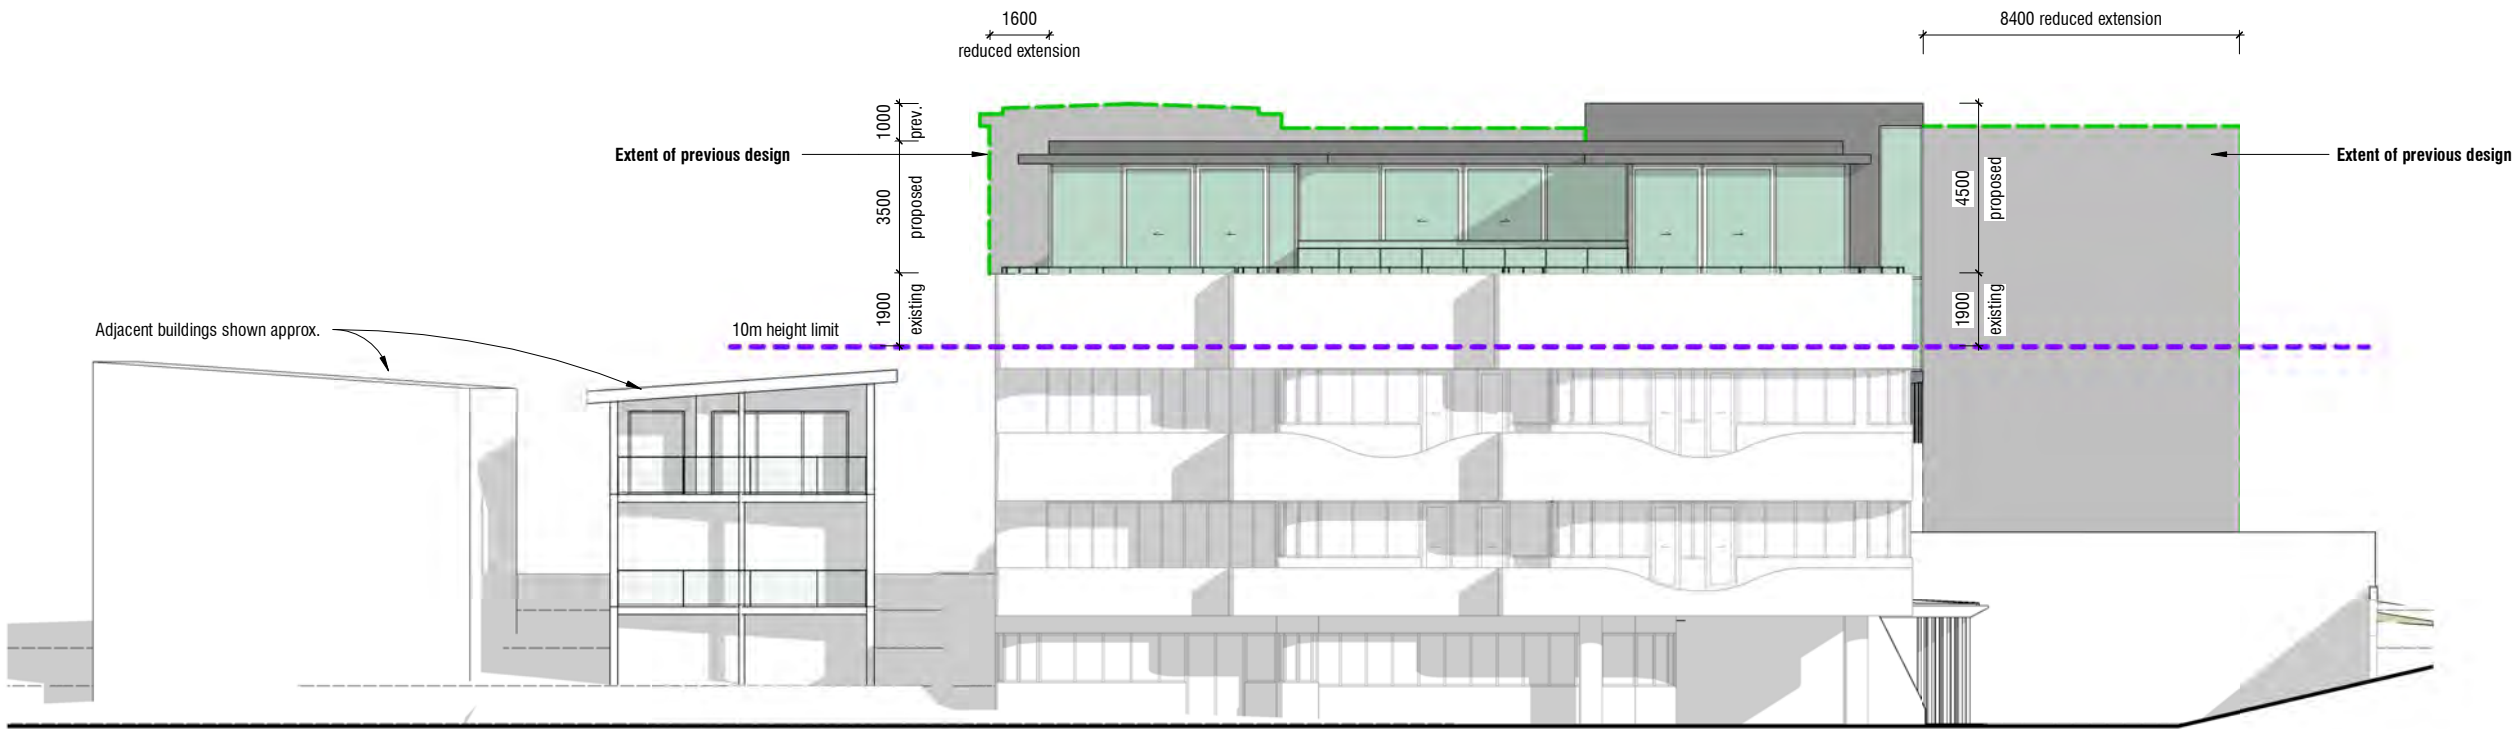 1600
reduced extension
8400 reduced extension
1000
prev.
Extent of previous design
3500
proposed
4500
proposed
Extent of previous design
1900
existing
1900
existing
Adjacent buildings shown approx.
10m height limit